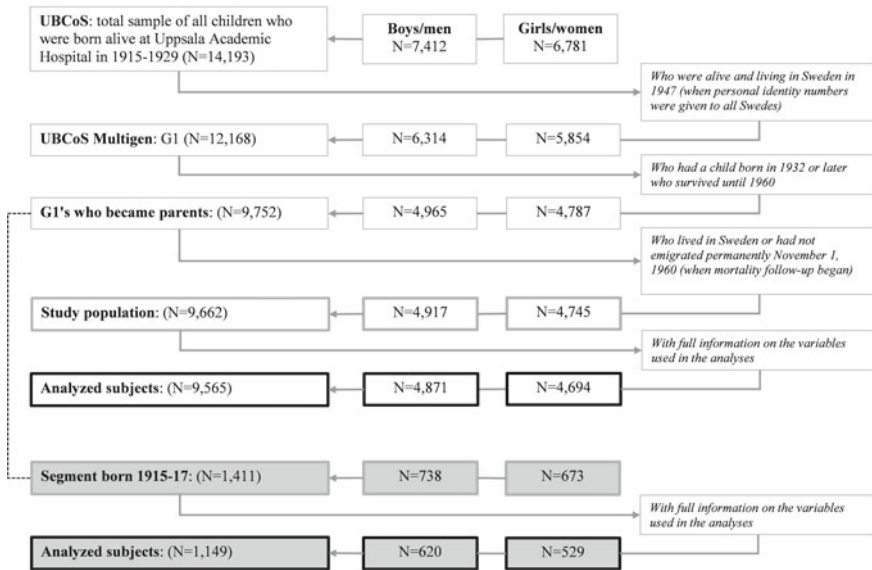 UBCoS: total sample of all children who
were born alive at Uppsala Academic
Hospital in 1915-1929 (N=14,193)
Boys/men
N=7,412
Girls/women
N=6,781
Who were alive and living in Sweden in
1947 (when personal identity numbers
were given to all Swedes)
UBCoS Multigen: G1 (N=12,168)
N=6,314
N=5,854
Who had a child born in 1932 or later
who survived until 1960
G1's who became parents: (N=9,752)
N=4,965
N=4,787
Who lived in Sweden or had not
emigrated permanently November 1,
1960 (when mortality follow-up began)
Study population: (N=9,662)
N=4,917
N=4,745
With full information on the variables
used in the analyses
Analyzed subjects: (N=9,565)
N=4,871
N=4,694
Segment born 1915-17: (N=1,411)
N=738
N=673
With full information on the variables
used in the analyses
Analyzed subjects: (N=1,149)
N=620
N=529